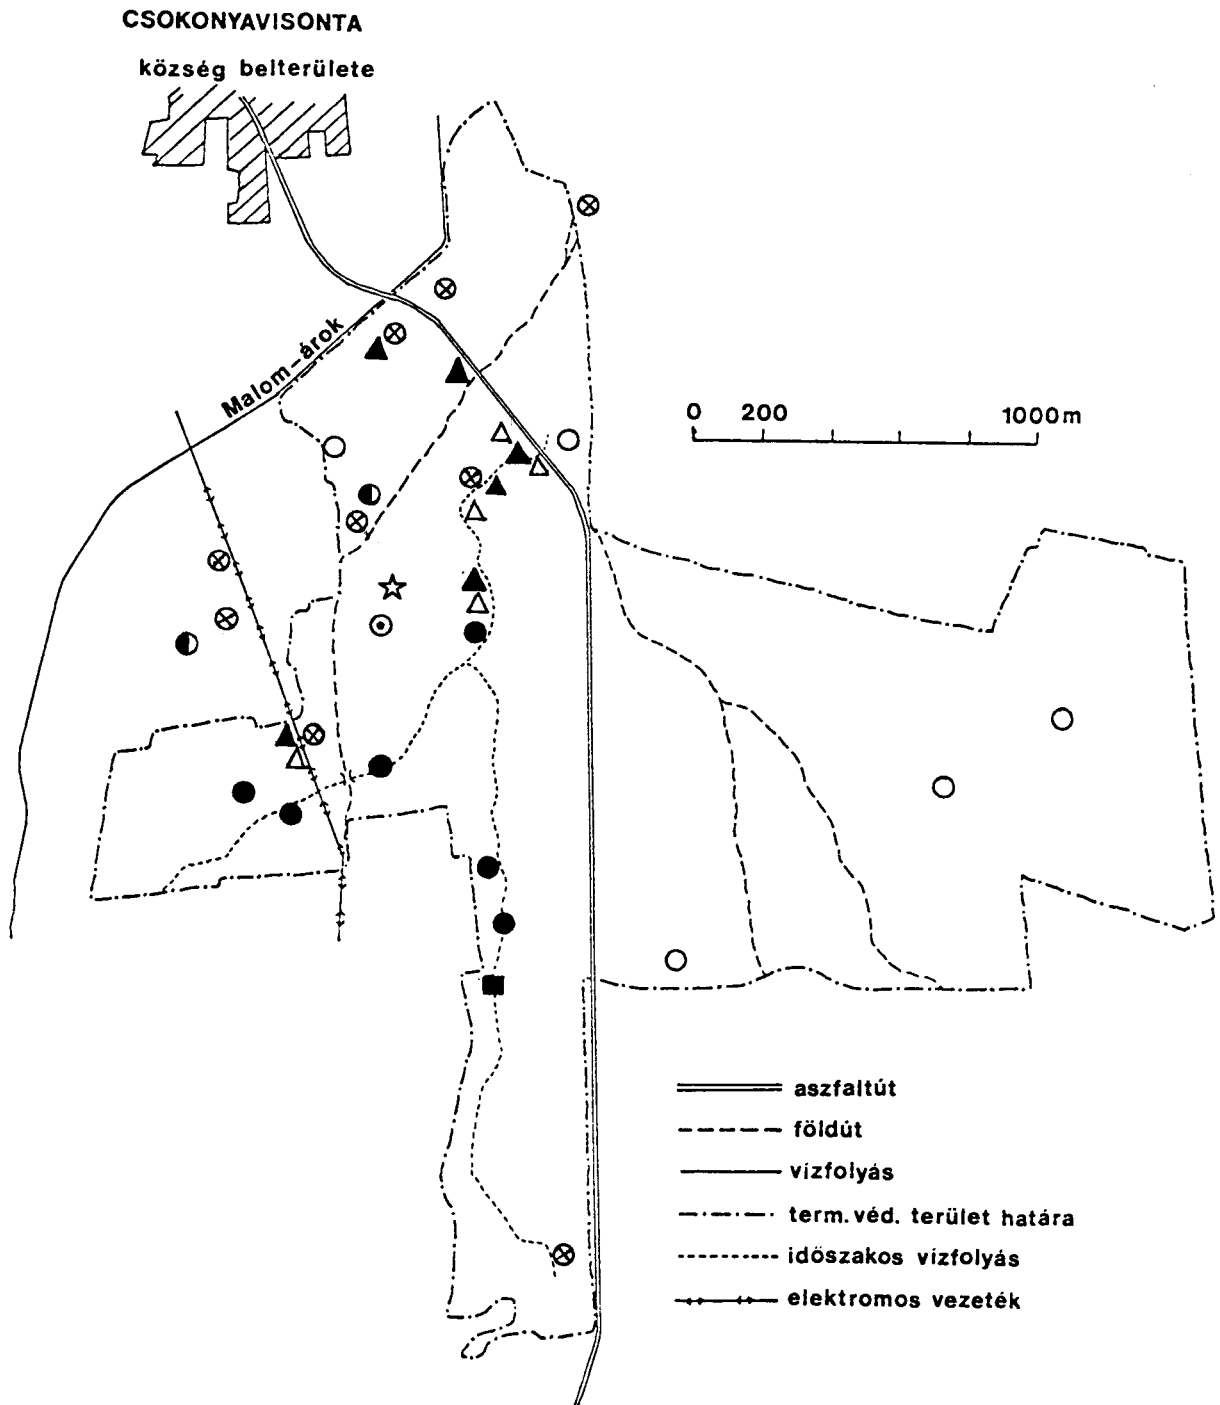 CSOKONYAVISONTA
község belterülete
Malom-árok
0 200 1000m
aszfaltút
földút
vízfolyás
term.véd. terület határa
időszakos vízfolyás
elektromos vezeték